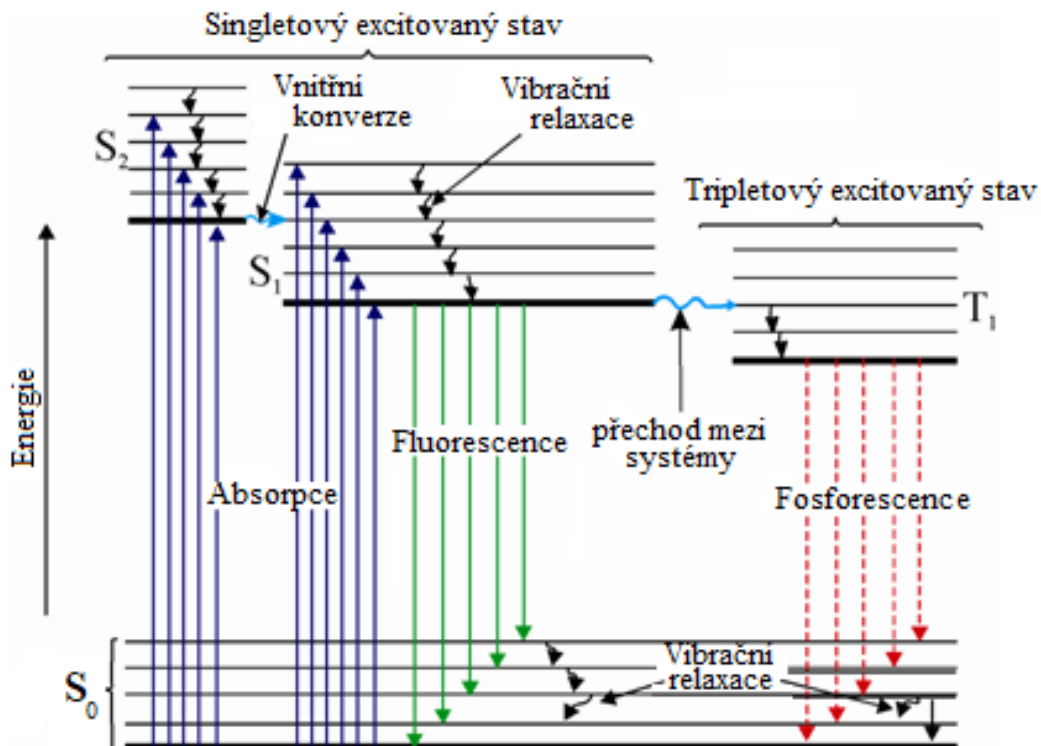 Singletový excitovaný stav
Vnitřní
konverze
Vibrační
relaxace
S2
Tripletový excitovaný stav
S1
T1
Energie
Fluorescence
přechod mezi
systémy
Absorpce
Fosforescence
S0
Vibrační
relaxace